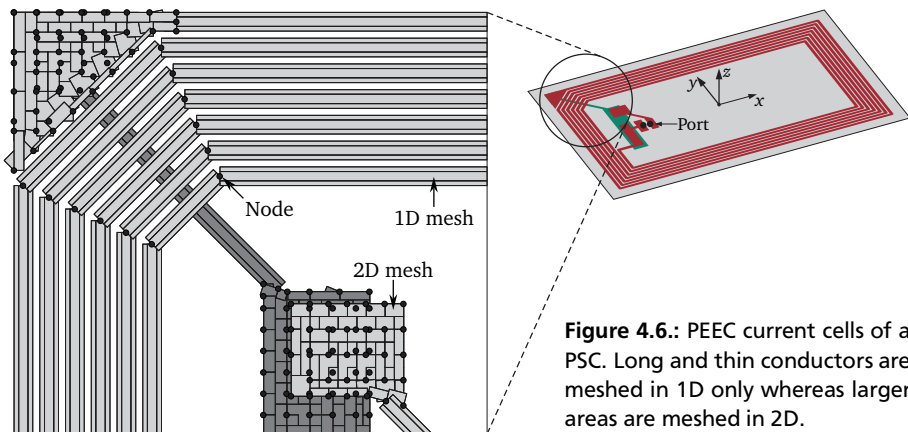 z
y
x
Port
Node
1D mesh
2D mesh
Figure 4.6.: PEEC current cells of a
PSC. Long and thin conductors are
meshed in 1D only whereas larger
areas are meshed in 2D.